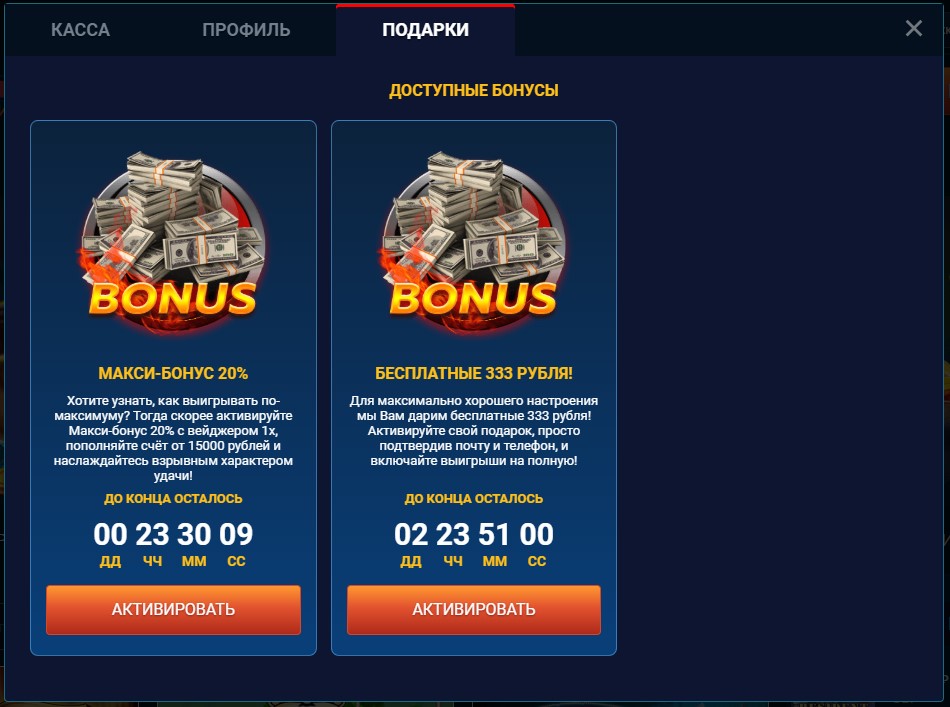 КАССА ПРОФИЛЬ ПОДАРКИ
ДОСТУПНЫЕ БОНУСЫ
BONUS
МАКСИ-БОНУС 20%
Хотите узнать, как выигрывать по-
максимуму? Тогда скорее активируйте
Макси-бонус 20% с вейджером 1x,
пополняйте счёт от 15000 рублей и
наслаждайтесь взрывным характером
удачи!
ДО КОНЦА ОСТАЛОСЬ
00 23 30 09
ДД ЧЧ ММ СС
АКТИВИРОВАТЬ
BONUS
БЕСПЛАТНЫЕ 333 РУБЛЯ!
Для максимально хорошего настроения
мы Вам дарим бесплатные 333 рубля!
Активируйте свой подарок, просто
подтвердив почту и телефон, и
включайте выигрыши на полную!
ДО КОНЦА ОСТАЛОСЬ
02 23 51 00
ДД ЧЧ ММ СС
АКТИВИРОВАТЬ